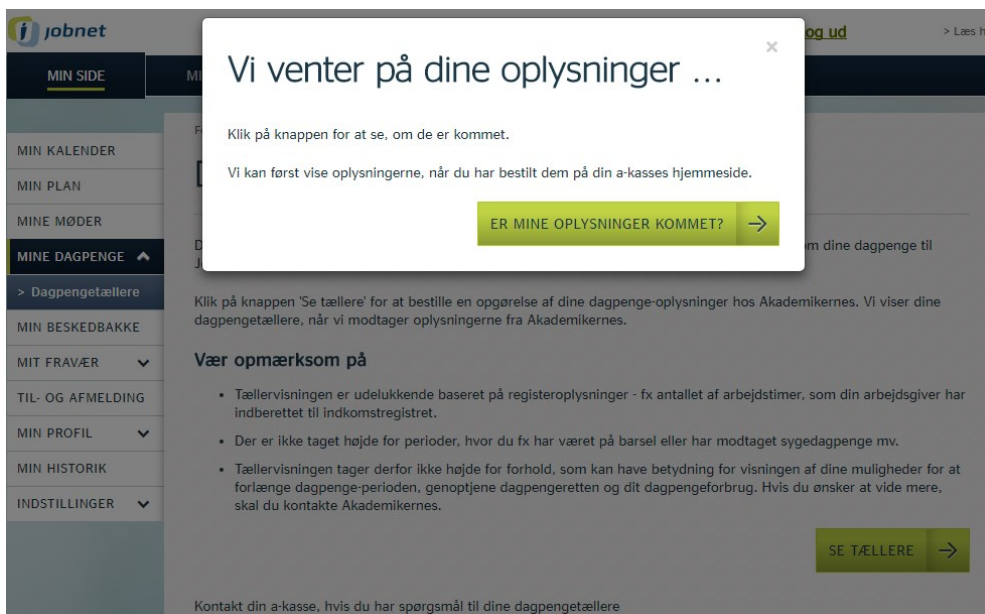 jobnet
og ud
> Læs h
MIN SIDE
MI
Vi venter på dine oplysninger ...
×
Klik på knappen for at se, om de er kommet.
Vi kan først vise oplysningerne, når du har bestilt dem på din a-kasses hjemmeside.
ER MINE OPLYSNINGER KOMMET?
MIN KALENDER
MIN PLAN
MINE MØDER
MINE DAGPENGE
> Dagpengetællere
MIN BESKEDBAKKE
MIT FRAVÆR
TIL- OG AFMELDING
MIN PROFIL
MIN HISTORIK
INDSTILLINGER
om dine dagpenge til
Klik på knappen 'Se tællere' for at bestille en opgørelse af dine dagpenge-oplysninger hos Akademikernes. Vi viser dine
dagpengetællere, når vi modtager oplysningerne fra Akademikernes.
Vær opmærksom på
• Tællervisningen er udelukkende baseret på registeroplysninger - fx antallet af arbejdstimer, som din arbejdsgiver har
indberettet til indkomstregistret.
• Der er ikke taget højde for perioder, hvor du fx har været på barsel eller har modtaget sygedagpenge mv.
• Tællervisningen tager derfor ikke højde for forhold, som kan have betydning for visningen af dine muligheder for at
forlænge dagpenge-perioden, genoptjene dagpengeretten og dit dagpengeforbrug. Hvis du ønsker at vide mere,
skal du kontakte Akademikernes.
SE TÆLLERE
Kontakt din a-kasse, hvis du har spørgsmål til dine dagpengetællere